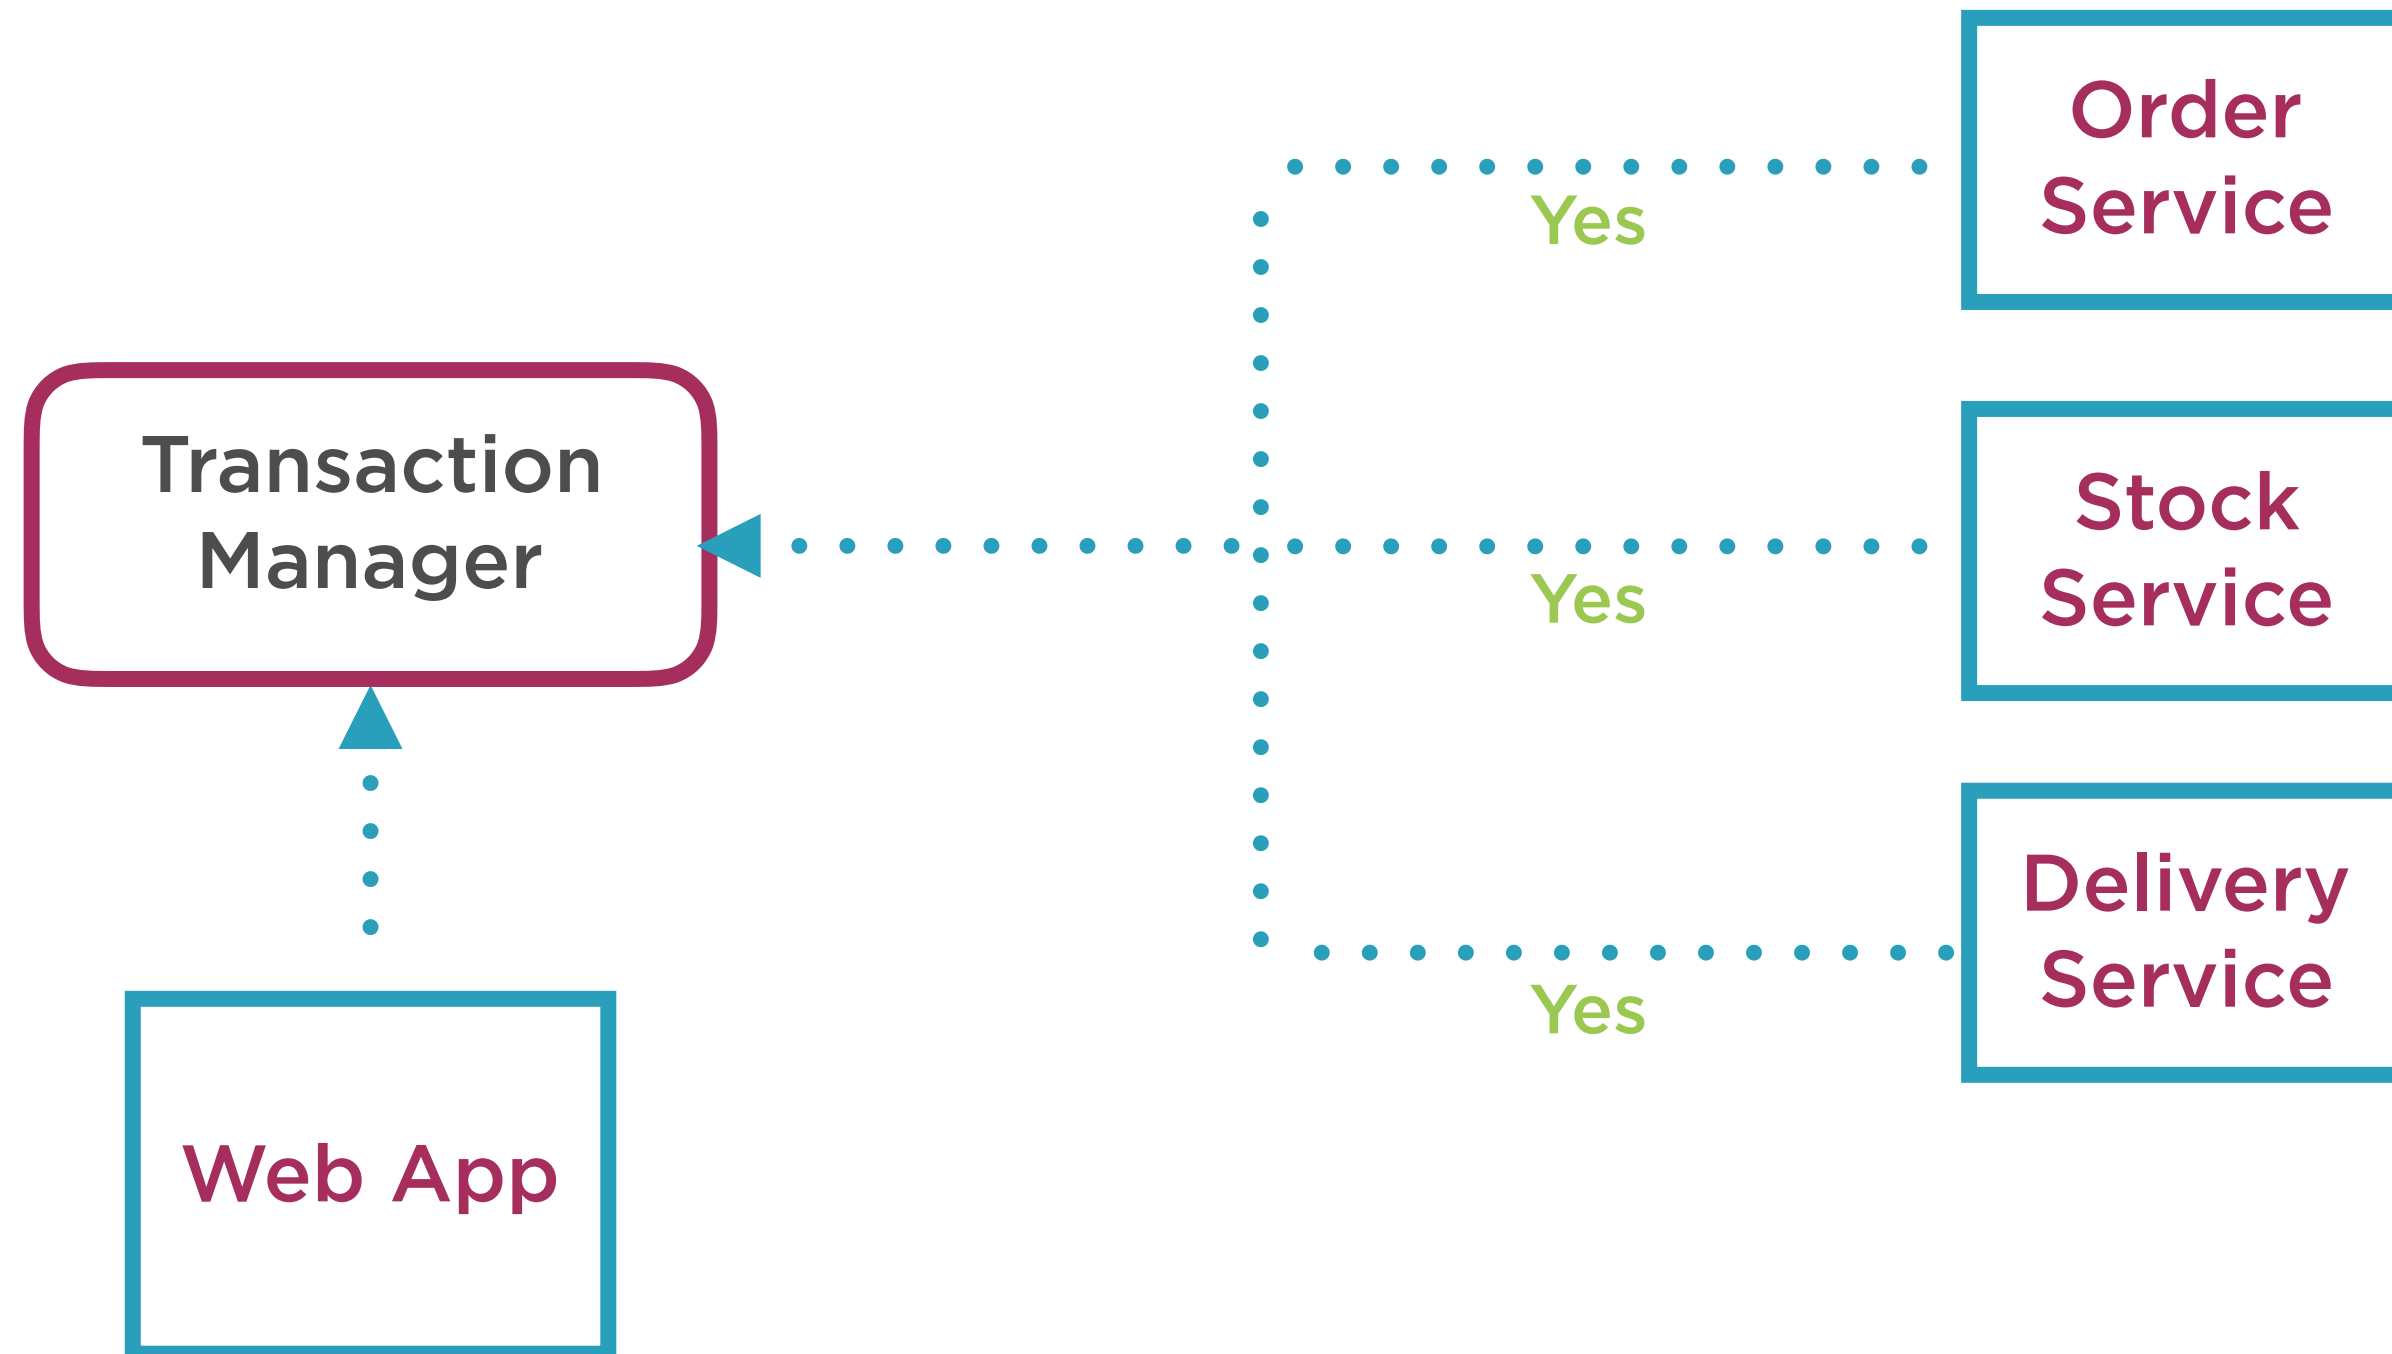 Order
Service
Yes
Transaction
Manager
Stock
Service
Yes
Delivery
Service
Yes
Web App